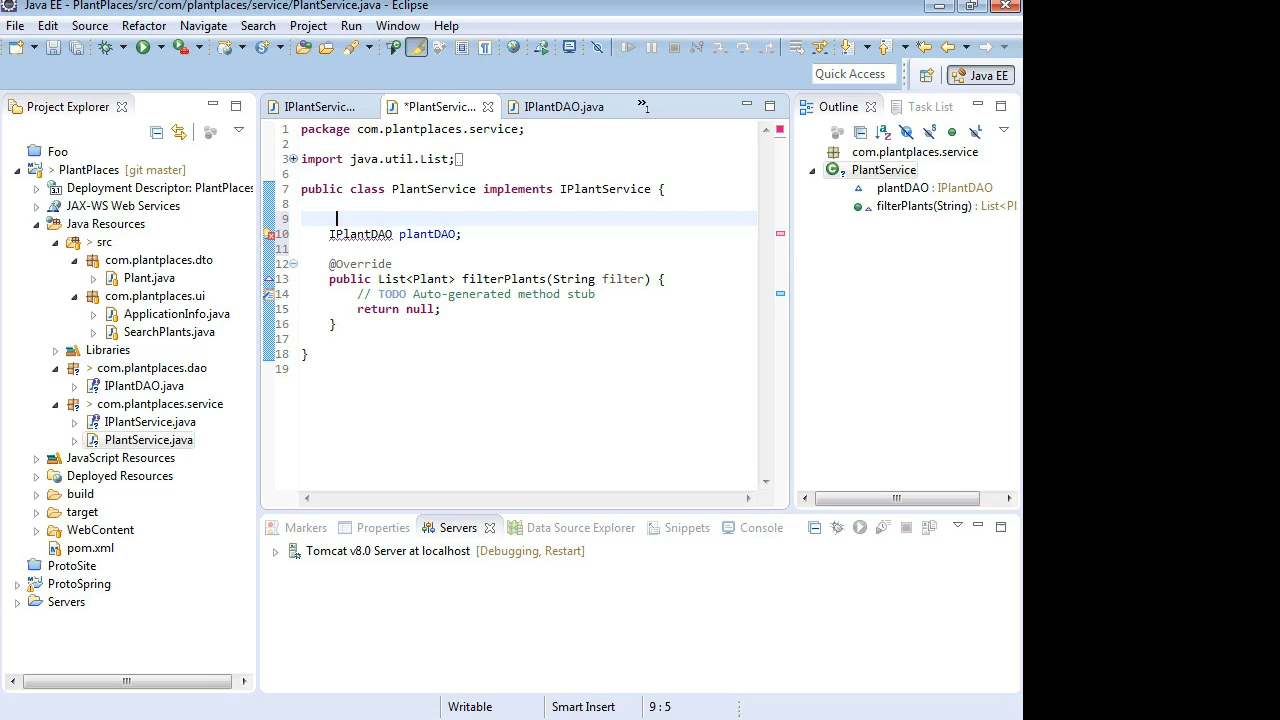 Java EE - PlantPlaces/src/com/plantplaces/service/PlantService.java - Eclipse
File Edit Source Refactor Navigate Search Project Run Window Help
Quick Access
Java EE
Project Explorer
Foo
> PlantPlaces [git master]
Deployment Descriptor: PlantPlaces
JAX-WS Web Services
Java Resources
> src
com.plantplaces.dto
Plant.java
com.plantplaces.ui
ApplicationInfo.java
SearchPlants.java
Libraries
> com.plantplaces.dao
IPlantDAO.java
> com.plantplaces.service
IPlantService.java
PlantService.java
JavaScript Resources
Deployed Resources
build
target
WebContent
pom.xml
ProtoSite
ProtoSpring
Servers
IPlantServic... *PlantServic... IPlantDAO.java »1
1 package com.plantplaces.service;
2
3 import java.util.List;
6
7 public class PlantService implements IPlantService {
8
9
10 IPlantDAO plantDAO;
11
12 @Override
13 public List<Plant> filterPlants(String filter) {
14 // TODO Auto-generated method stub
15 return null;
16 }
17
18 }
19
Outline Task List
com.plantplaces.service
PlantService
plantDAO : IPlantDAO
filterPlants(String) : List<Pl
Markers Properties Servers Data Source Explorer Snippets Console
Tomcat v8.0 Server at localhost [Debugging, Restart]
Writable Smart Insert 9 : 5